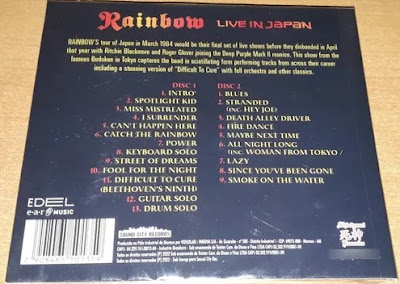 Rainbow LIVE IN JAPAN
RAINBOW'S tour of Japan in March 1984 would be their final set of live shows before they disbanded in April
that year with Ritchie Blackmore and Roger Glover joining the Deep Purple Mark II reunion. This show from the
famous Budokan in Tokyo captures the band in scintillating form performing tracks from across their career
including a stunning version of "Difficult To Cure" with full orchestra and other classics.
DISC 1
1. INTRO'
2. SPOTLIGHT KID
3. MISS MISTREATED
4. I SURRENDER
5. CAN'T HAPPEN HERE
6. CATCH THE RAINBOW
7. POWER
8. KEYBOARD SOLO
9. STREET OF DREAMS
10. FOOL FOR THE NIGHT
11. DIFFICULT TO CURE
(BEETHOVEN'S NINTH)
12. GUITAR SOLO
13. DRUM SOLO
DISC 2
1. BLUES
2. STRANDED
(INC: HEY JOE)
3. DEATH ALLEY DRIVER
4. FIRE DANCE
5. MAYBE NEXT TIME
6. ALL NIGHT LONG
(INC: WOMAN FROM TOKYO)
7. LAZY
8. SINCE YOU'VE BEEN GONE
9. SMOKE ON THE WATER
EDEL
e·a·r MUSIC
SOUND CITY RECORDS